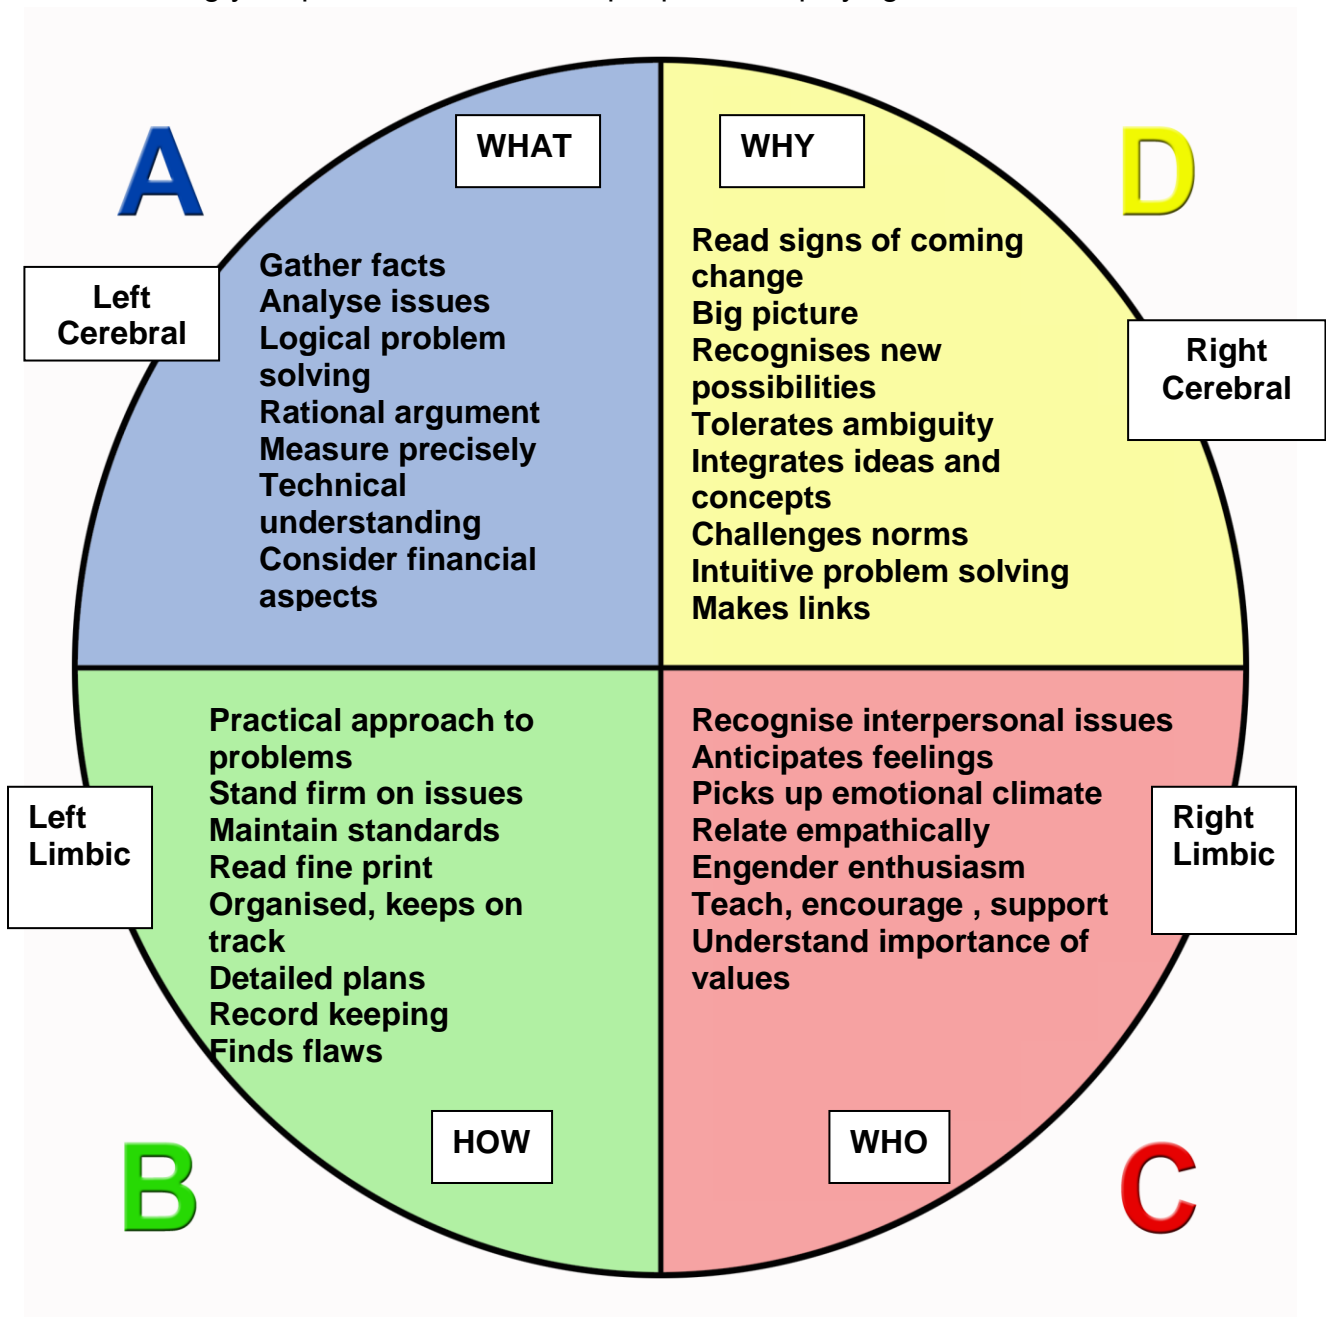 A
WHAT
Left
Cerebral
Gather facts
Analyse issues
Logical problem
solving
Rational argument
Measure precisely
Technical
understanding
Consider financial
aspects
WHY
D
Read signs of coming
change
Big picture
Recognises new
possibilities
Tolerates ambiguity
Integrates ideas and
concepts
Challenges norms
Intuitive problem solving
Makes links
Right
Cerebral
Left
Limbic
Practical approach to
problems
Stand firm on issues
Maintain standards
Read fine print
Organised, keeps on
track
Detailed plans
Record keeping
Finds flaws
HOW
B
Recognise interpersonal issues
Anticipates feelings
Picks up emotional climate
Relate empathically
Engender enthusiasm
Teach, encourage , support
Understand importance of
values
Right
Limbic
WHO
C